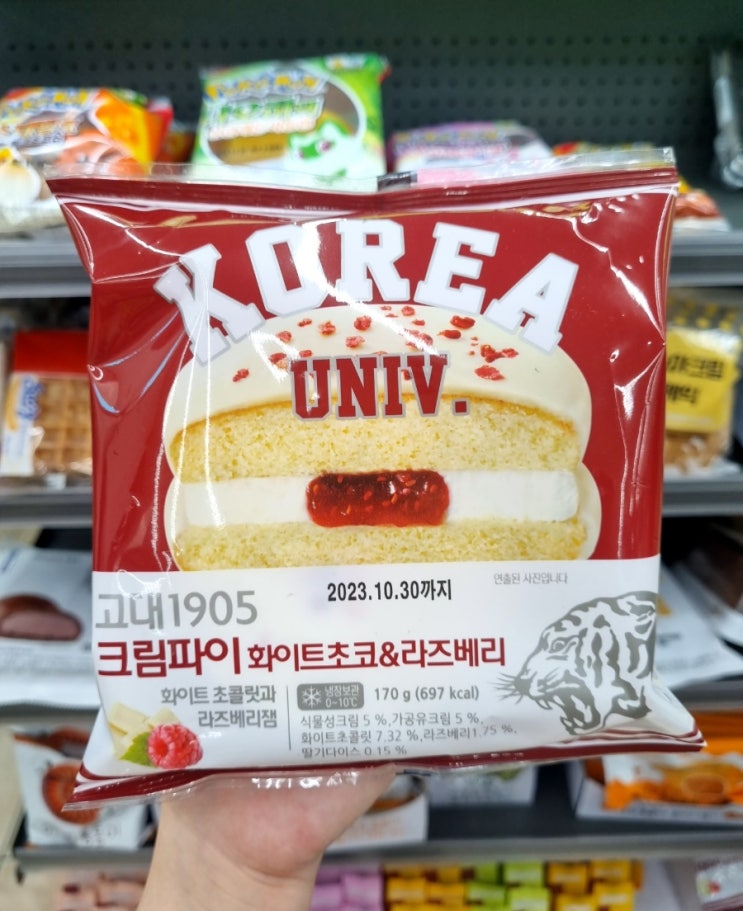 KOREA
UNIV.
2023.10.30까지
연출된 사진입니다
고대1905
크림파이 화이트초코&라즈베리
화이트 초콜릿과
라즈베리잼
냉장보관
0~10℃
170 g (697 kcal)
식물성크림 5 %, 가공유크림 5 %,
화이트초콜릿 7.32 %, 라즈베리1.75 %,
딸기다이스 0.15 %